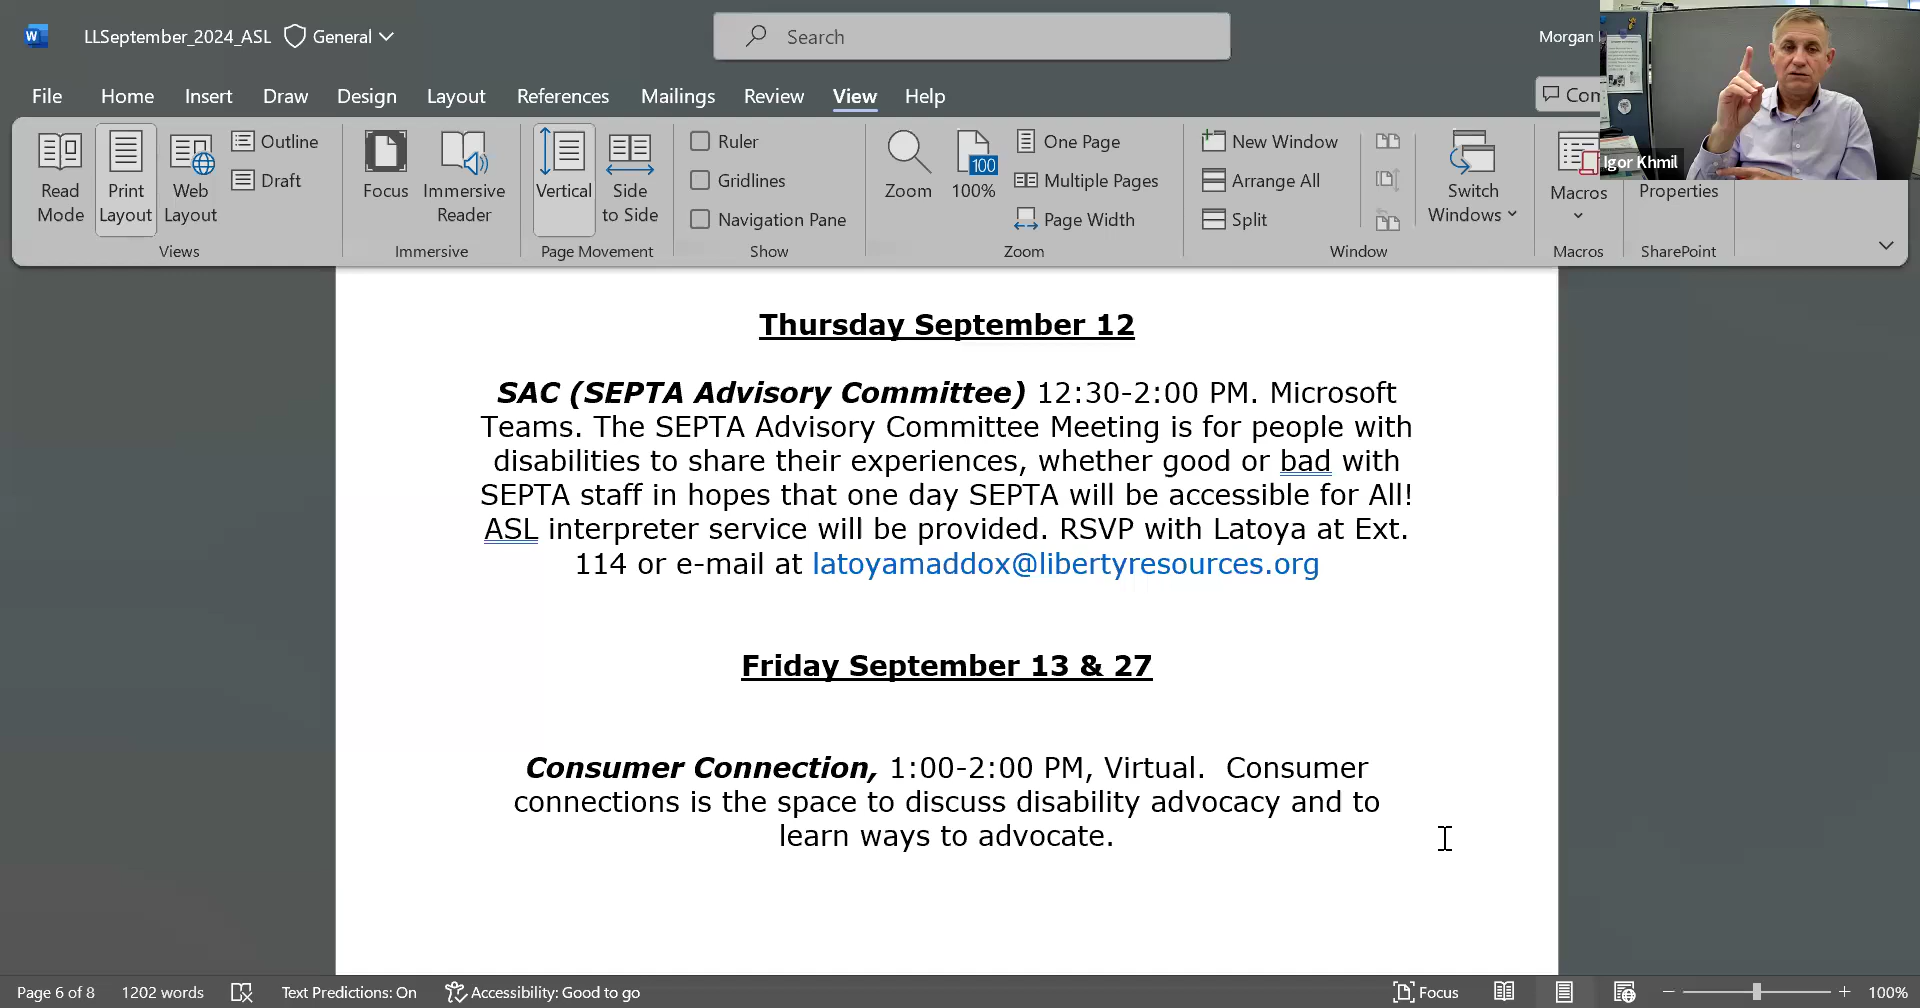 LLSeptember_2024_ASL General
Search
Morgan
File Home Insert Draw Design Layout References Mailings Review View Help
Com
Read Mode
Print Layout
Web Layout
Outline
Draft
Views
Focus
Immersive Reader
Immersive
Vertical
Side to Side
Page Movement
Ruler
Gridlines
Navigation Pane
Show
Zoom
100
100%
One Page
Multiple Pages
Page Width
Zoom
New Window
Arrange All
Split
Window
Switch Windows
Macros
Macros
Igor Khmil
Properties
SharePoint
Thursday September 12
SAC (SEPTA Advisory Committee) 12:30-2:00 PM. Microsoft
Teams. The SEPTA Advisory Committee Meeting is for people with
disabilities to share their experiences, whether good or bad with
SEPTA staff in hopes that one day SEPTA will be accessible for All!
ASL interpreter service will be provided. RSVP with Latoya at Ext.
114 or e-mail at latoyamaddox@libertyresources.org
Friday September 13 & 27
Consumer Connection, 1:00-2:00 PM, Virtual. Consumer
connections is the space to discuss disability advocacy and to
learn ways to advocate.
Page 6 of 8 1202 words Text Predictions: On Accessibility: Good to go Focus 100%